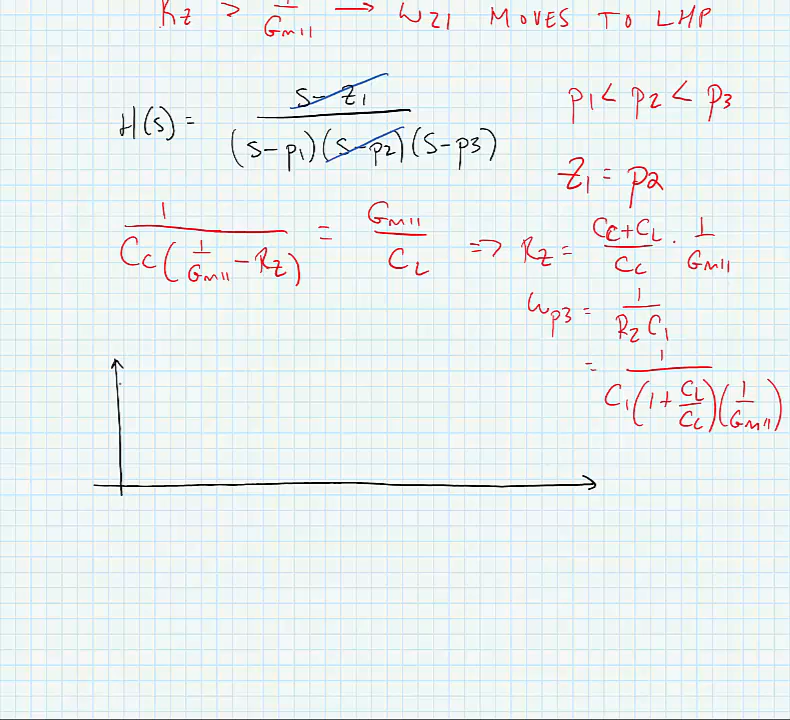 Rz > 1/Gm11 → ωz1 MOVES TO LHP
H(s) = (s-z1)/((s-p1)(s-p2)(s-p3))
p1 < p2 < p3
z1 = p2
1/(Cc(1/Gm11 - Rz)) = Gm11/CL => Rz = (Cc+CL)/Cc · 1/Gm11
ωp3 = 1/(RzC1)
= 1/(C1(1+CL/Cc)(1/Gm11))